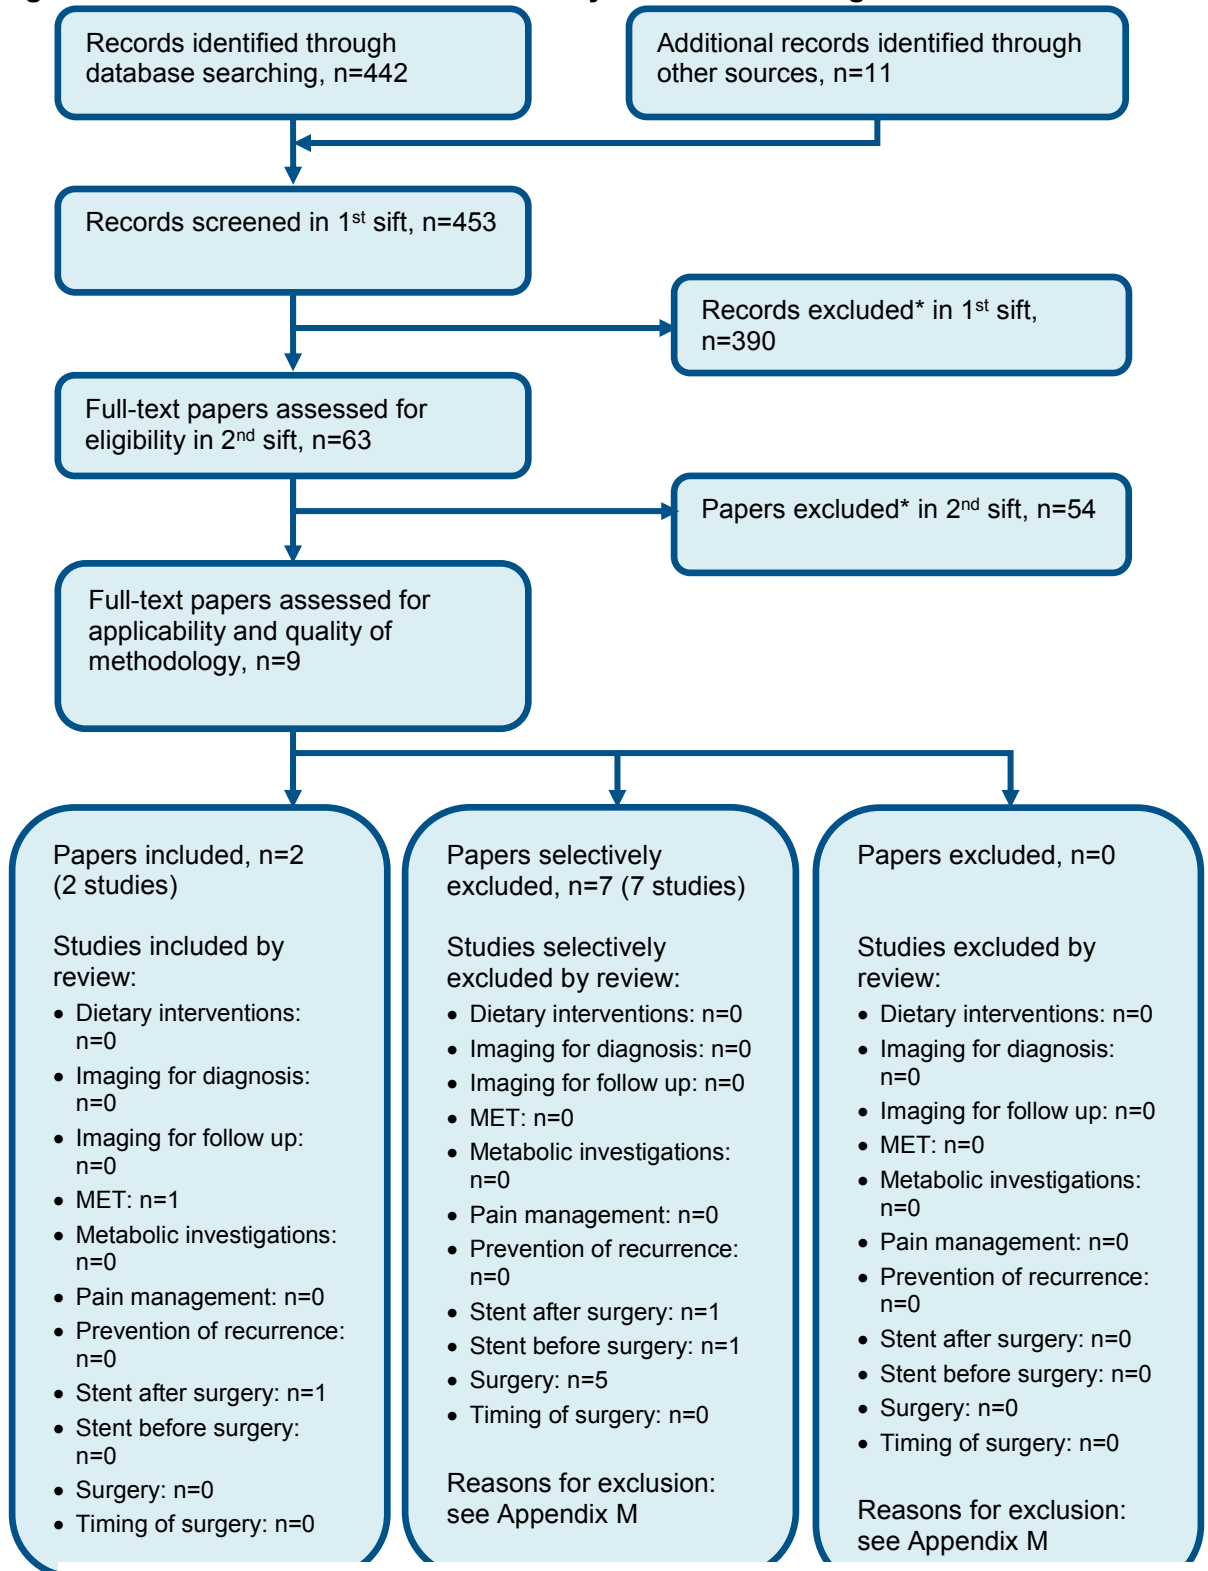 Records identified through
database searching, n=442
Additional records identified through
other sources, n=11
Records screened in 1st sift, n=453
Records excluded* in 1st sift,
n=390
Full-text papers assessed for
eligibility in 2nd sift, n=63
Papers excluded* in 2nd sift, n=54
Full-text papers assessed for
applicability and quality of
methodology, n=9
Papers included, n=2
(2 studies)
Studies included by
review:
• Dietary interventions:
n=0
• Imaging for diagnosis:
n=0
• Imaging for follow up:
n=0
• MET: n=1
• Metabolic investigations:
n=0
• Pain management: n=0
• Prevention of recurrence:
n=0
• Stent after surgery: n=1
• Stent before surgery:
n=0
• Surgery: n=0
• Timing of surgery: n=0
Papers selectively
excluded, n=7 (7 studies)
Studies selectively
excluded by review:
• Dietary interventions: n=0
• Imaging for diagnosis: n=0
• Imaging for follow up: n=0
• MET: n=0
• Metabolic investigations:
n=0
• Pain management: n=0
• Prevention of recurrence:
n=0
• Stent after surgery: n=1
• Stent before surgery: n=1
• Surgery: n=5
• Timing of surgery: n=0
Reasons for exclusion:
see Appendix M
Papers excluded, n=0
Studies excluded by
review:
• Dietary interventions: n=0
• Imaging for diagnosis:
n=0
• Imaging for follow up: n=0
• MET: n=0
• Metabolic investigations:
n=0
• Pain management: n=0
• Prevention of recurrence:
n=0
• Stent after surgery: n=0
• Stent before surgery: n=0
• Surgery: n=0
• Timing of surgery: n=0
Reasons for exclusion:
see Appendix M